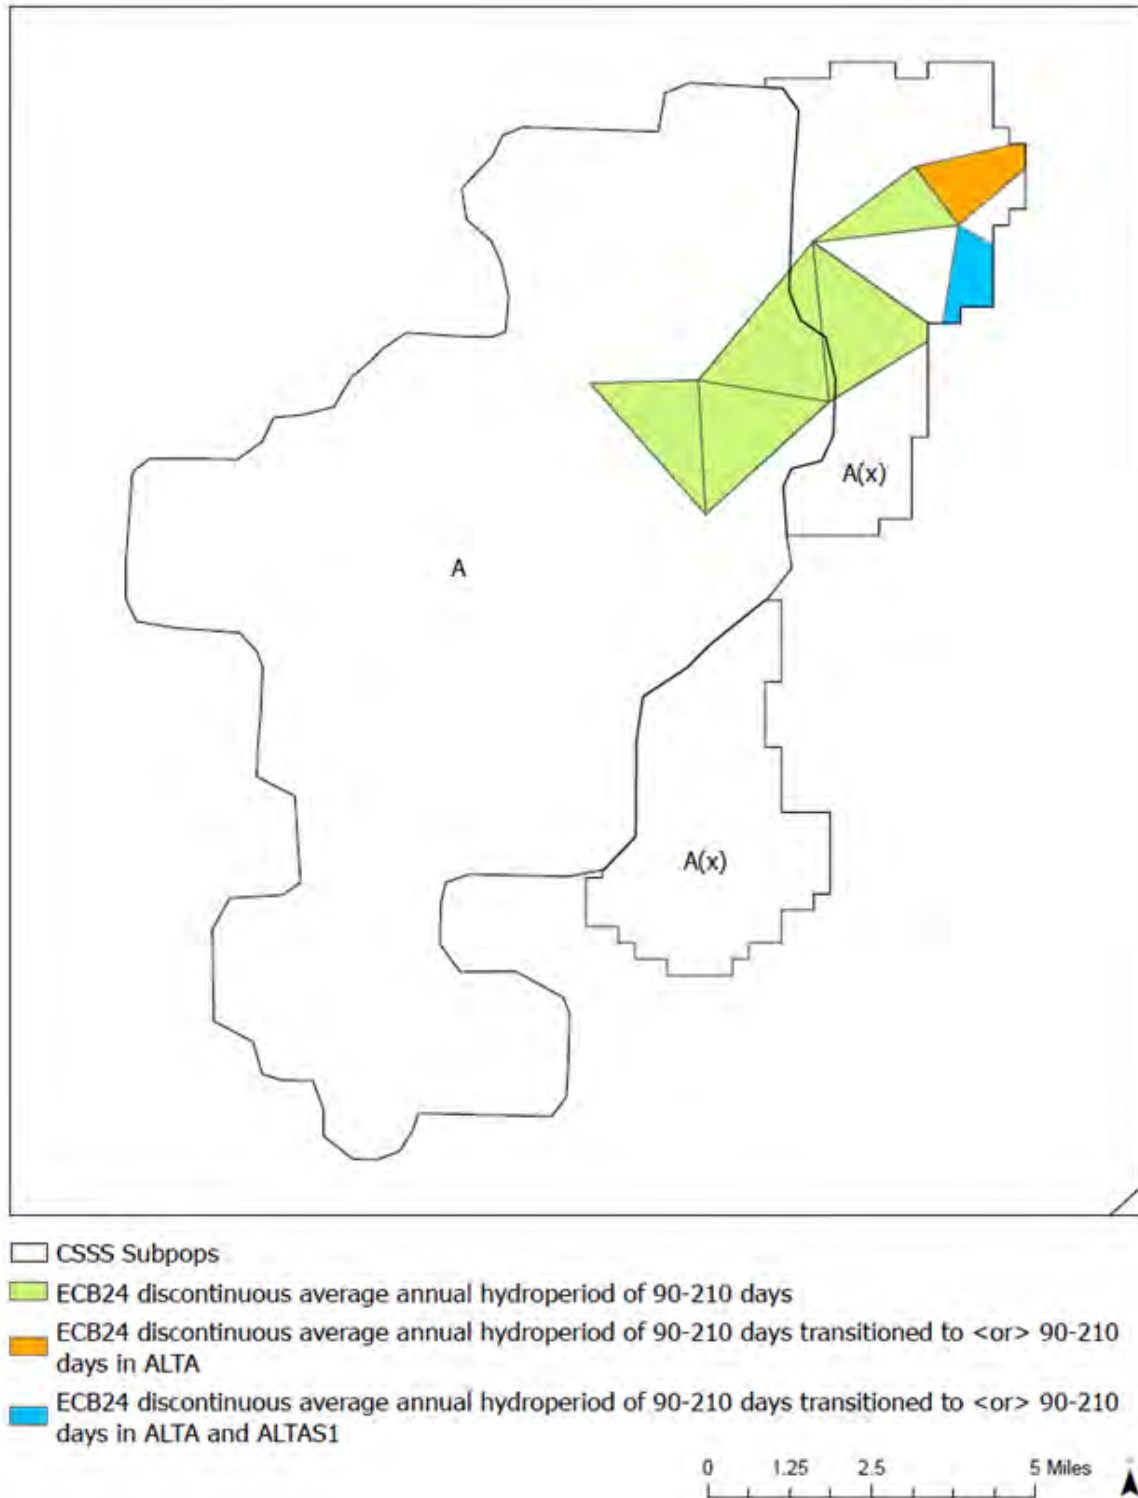 A(x)
A
A(x)
CSSS Subpops
ECB24 discontinuous average annual hydroperiod of 90-210 days
ECB24 discontinuous average annual hydroperiod of 90-210 days transitioned to <or> 90-210
days in ALTA
ECB24 discontinuous average annual hydroperiod of 90-210 days transitioned to <or> 90-210
days in ALTA and ALTAS1
0 1.25 2.5 5 Miles